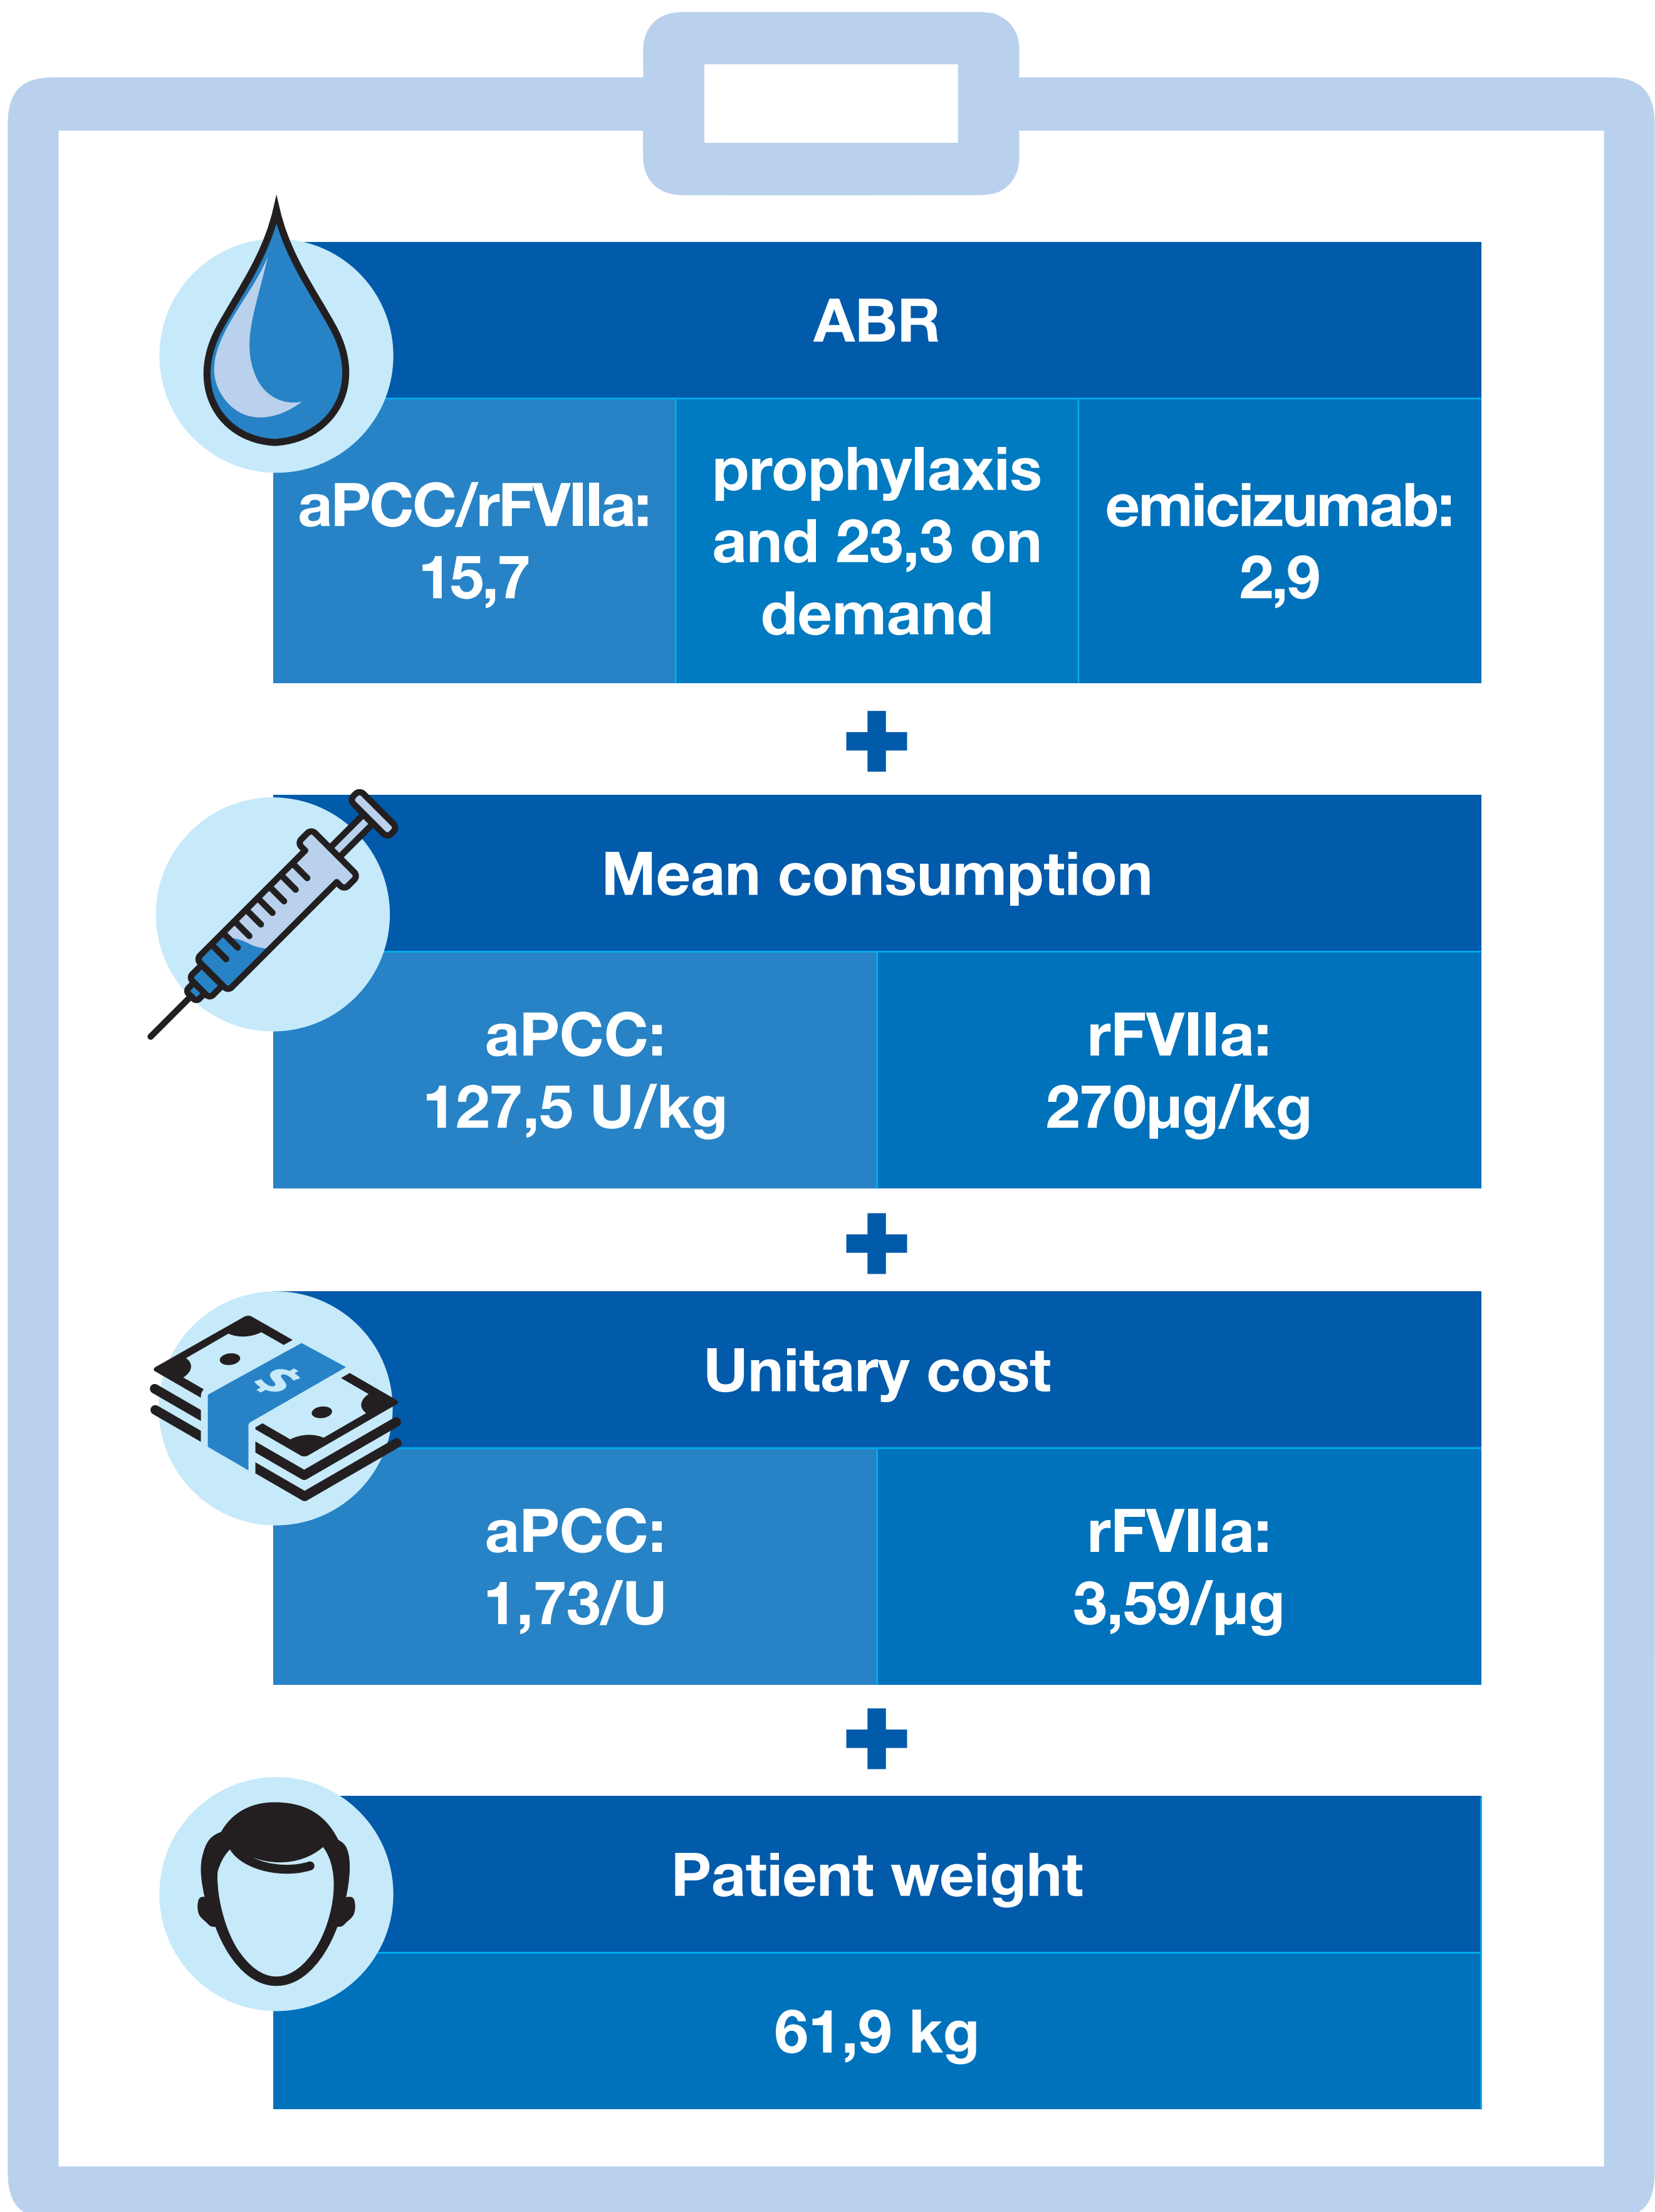 ABR
aPCC/rFVIIa:
15,7
prophylaxis
and 23,3 on
demand
emicizumab:
2,9
Mean consumption
aPCC:
127,5 U/kg
rFVIIa:
270µg/kg
$
Unitary cost
aPCC:
1,73/U
rFVIIa:
3,59/µg
Patient weight
61,9 kg